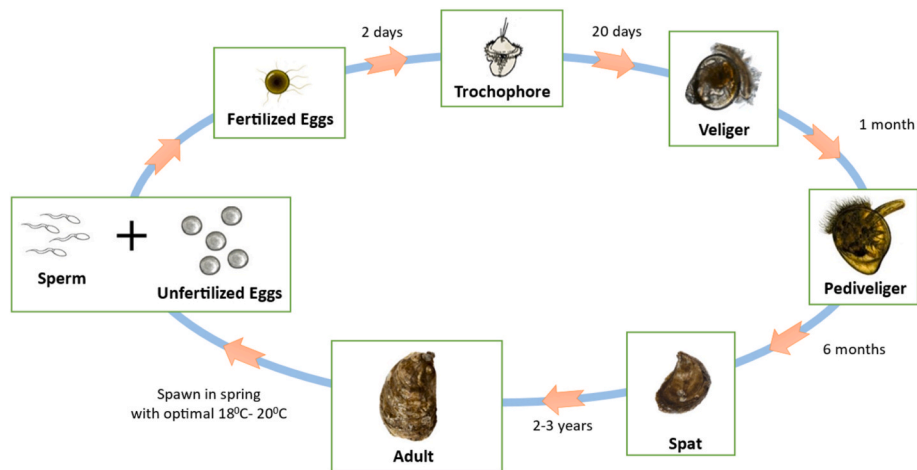 2 days
20 days
Trochophore
Fertilized Eggs
Veliger
1 month
+
Sperm
Unfertilized Eggs
Pediveliger
6 months
Spawn in spring
with optimal 18⁰C- 20⁰C
2-3 years
Adult
Spat